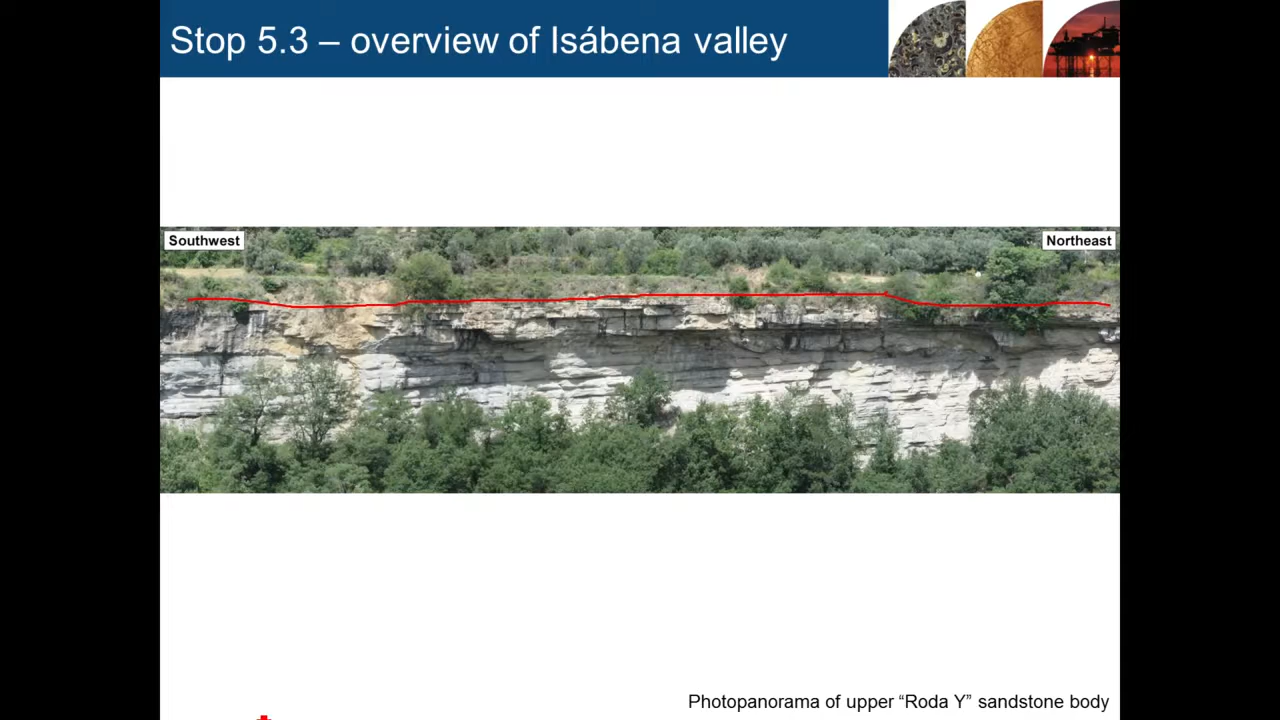 Stop 5.3 – overview of Isábena valley
Southwest
Northeast
Photopanorama of upper “Roda Y” sandstone body